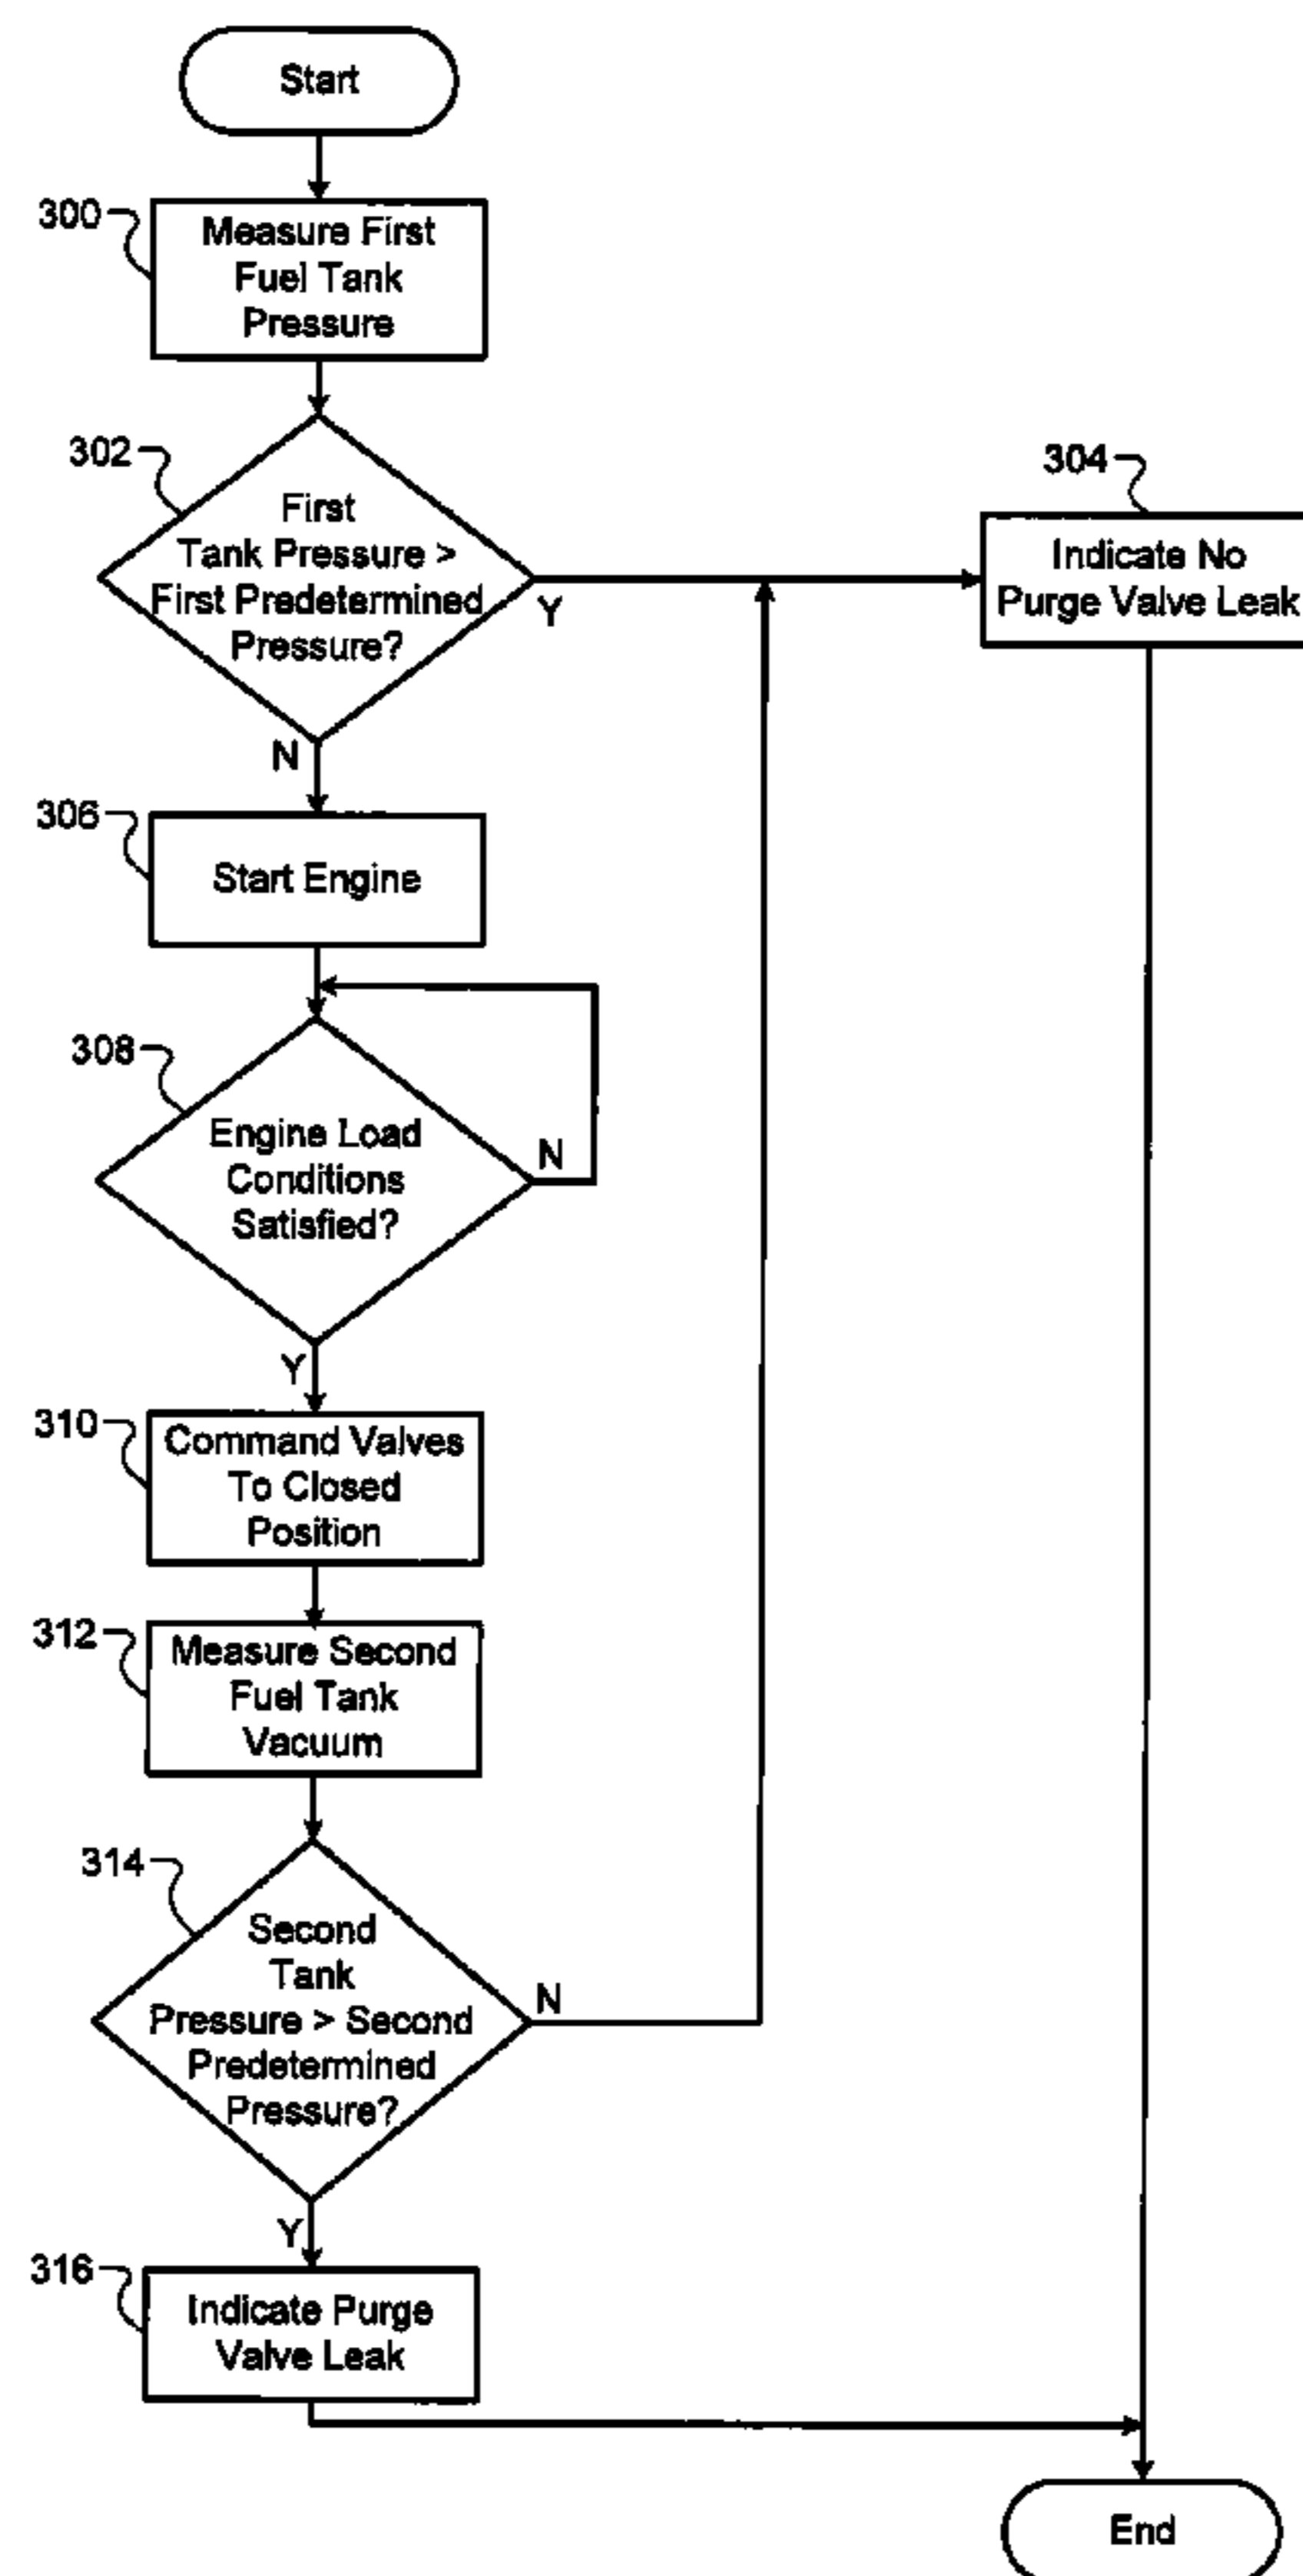 Start
300
Measure First
Fuel Tank
Pressure
302
First
Tank Pressure >
First Predetermined
Pressure?
Y
N
304
Indicate No
Purge Valve Leak
306
Start Engine
308
Engine Load
Conditions
Satisfied?
N
Y
310
Command Valves
To Closed
Position
312
Measure Second
Fuel Tank
Vacuum
314
Second
Tank
Pressure > Second
Predetermined
Pressure?
N
Y
316
Indicate Purge
Valve Leak
End